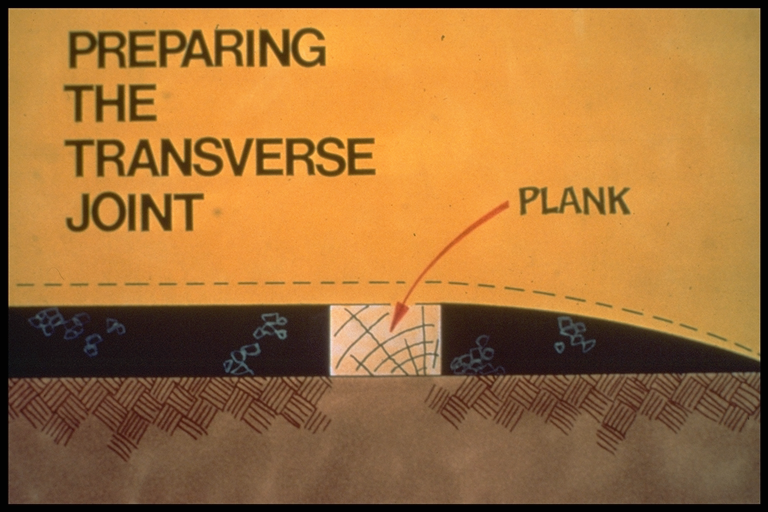 PREPARING
THE
TRANSVERSE
JOINT
PLANK